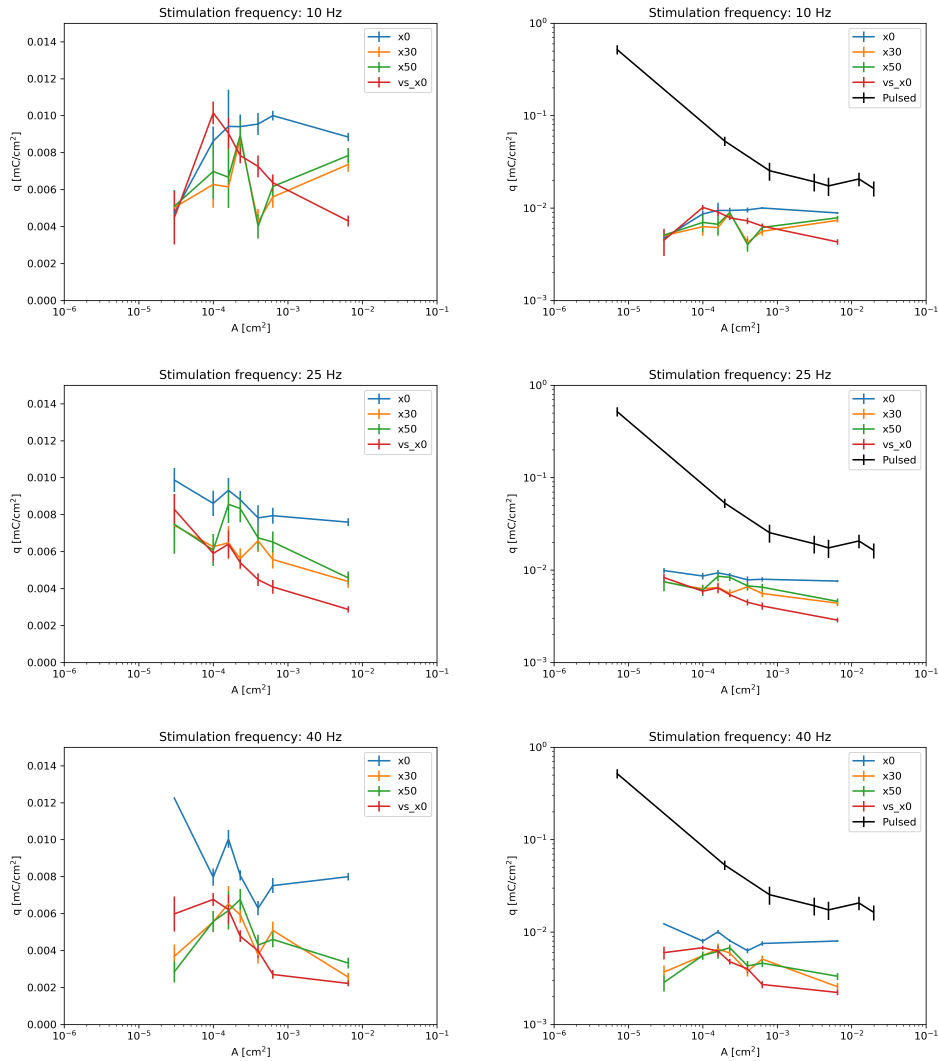 Stimulation frequency: 10 Hz
q [mC/cm²]
0.014
0.012
0.010
0.008
0.006
0.004
0.002
0.000
x0
x30
x50
vs_x0
10⁻⁶ 10⁻⁵ 10⁻⁴ 10⁻³ 10⁻² 10⁻¹
A [cm²]
Stimulation frequency: 10 Hz
q [mC/cm²]
10⁰
10⁻¹
10⁻²
10⁻³
x0
x30
x50
vs_x0
Pulsed
10⁻⁶ 10⁻⁵ 10⁻⁴ 10⁻³ 10⁻² 10⁻¹
A [cm²]
Stimulation frequency: 25 Hz
q [mC/cm²]
0.014
0.012
0.010
0.008
0.006
0.004
0.002
0.000
x0
x30
x50
vs_x0
10⁻⁶ 10⁻⁵ 10⁻⁴ 10⁻³ 10⁻² 10⁻¹
A [cm²]
Stimulation frequency: 25 Hz
q [mC/cm²]
10⁰
10⁻¹
10⁻²
10⁻³
x0
x30
x50
vs_x0
Pulsed
10⁻⁶ 10⁻⁵ 10⁻⁴ 10⁻³ 10⁻² 10⁻¹
A [cm²]
Stimulation frequency: 40 Hz
q [mC/cm²]
0.014
0.012
0.010
0.008
0.006
0.004
0.002
0.000
x0
x30
x50
vs_x0
10⁻⁶ 10⁻⁵ 10⁻⁴ 10⁻³ 10⁻² 10⁻¹
A [cm²]
Stimulation frequency: 40 Hz
q [mC/cm²]
10⁰
10⁻¹
10⁻²
10⁻³
x0
x30
x50
vs_x0
Pulsed
10⁻⁶ 10⁻⁵ 10⁻⁴ 10⁻³ 10⁻² 10⁻¹
A [cm²]